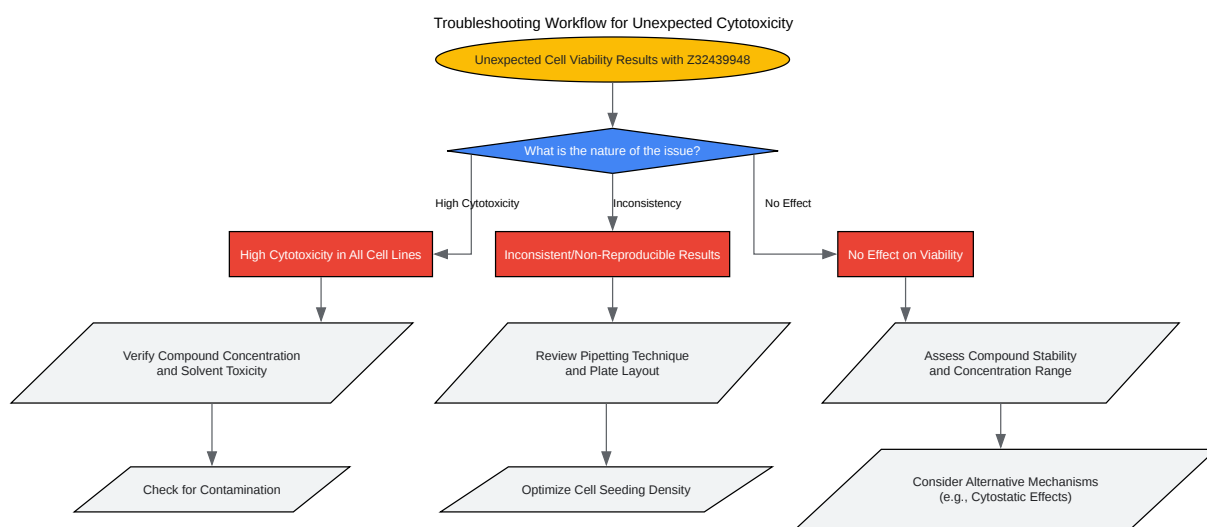 Troubleshooting Workflow for Unexpected Cytotoxicity
Unexpected Cell Viability Results with Z32439948
What is the nature of the issue?
High Cytotoxicity
Inconsistency
No Effect
High Cytotoxicity in All Cell Lines
Inconsistent/Non-Reproducible Results
No Effect on Viability
Verify Compound Concentration
and Solvent Toxicity
Review Pipetting Technique
and Plate Layout
Assess Compound Stability
and Concentration Range
Check for Contamination
Optimize Cell Seeding Density
Consider Alternative Mechanisms
(e.g., Cytostatic Effects)